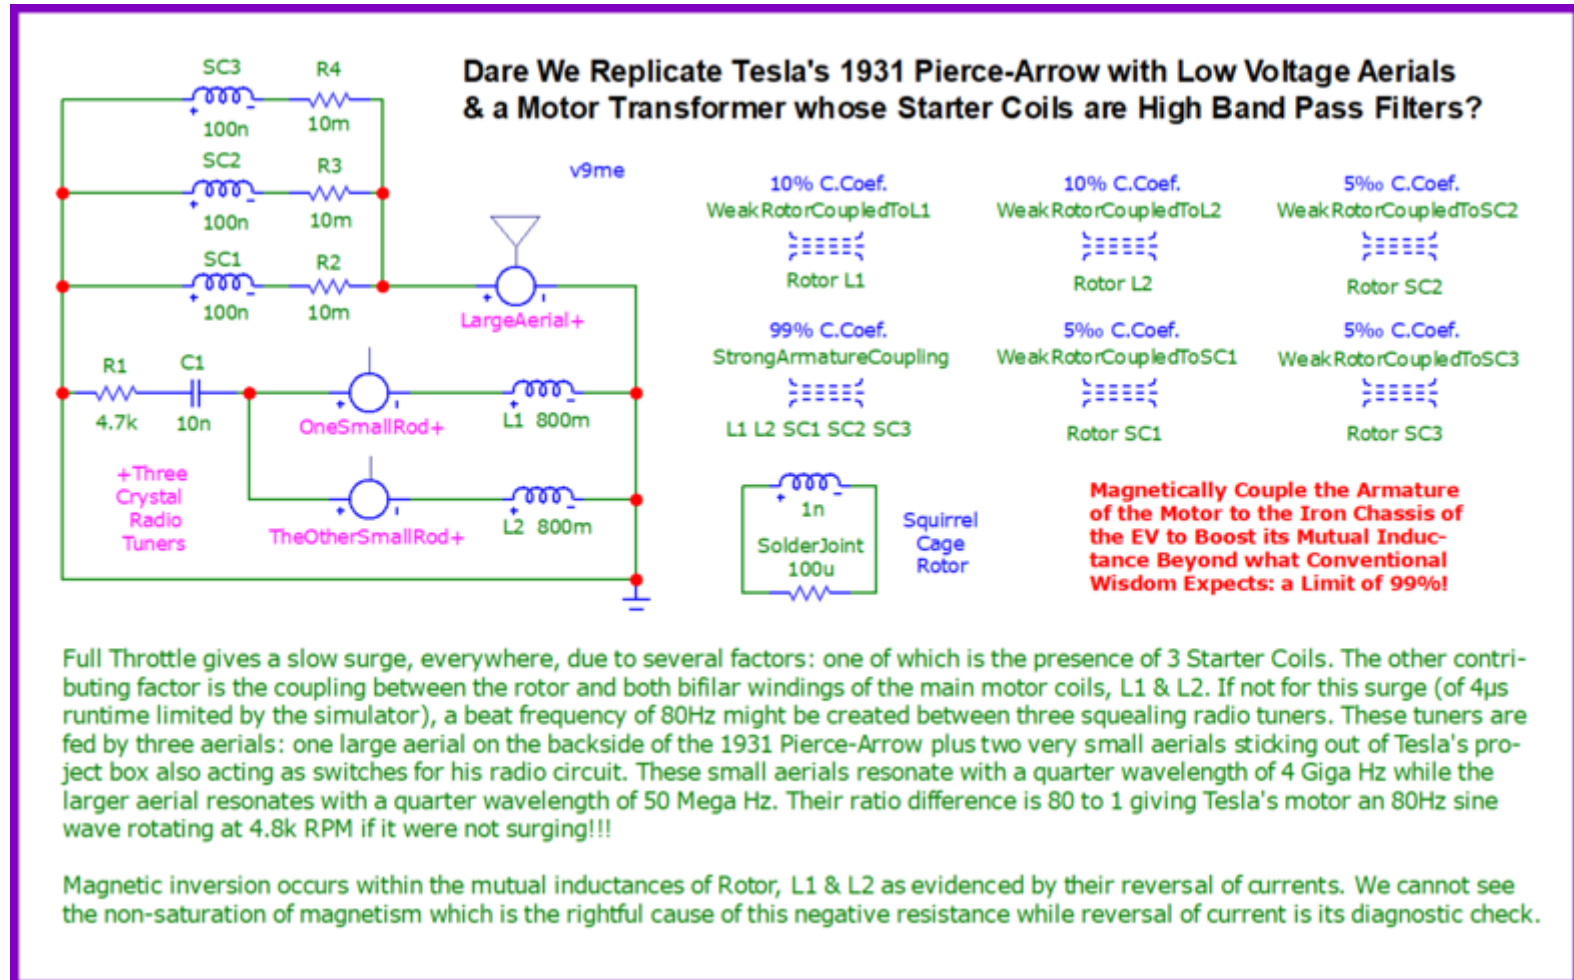 Dare We Replicate Tesla's 1931 Pierce-Arrow with Low Voltage Aerials
& a Motor Transformer whose Starter Coils are High Band Pass Filters?
v9me
SC3
R4
100n
10m
SC2
R3
100n
10m
SC1
R2
100n
10m
LargeAerial+
R1
C1
4.7k
10n
OneSmallRod+
L1 800m
TheOtherSmallRod+
L2 800m
+Three
Crystal
Radio
Tuners
10% C.Coef.
WeakRotorCoupledToL1
Rotor L1
10% C.Coef.
WeakRotorCoupledToL2
Rotor L2
5‰ C.Coef.
WeakRotorCoupledToSC2
Rotor SC2
99% C.Coef.
StrongArmatureCoupling
L1 L2 SC1 SC2 SC3
5‰ C.Coef.
WeakRotorCoupledToSC1
Rotor SC1
5‰ C.Coef.
WeakRotorCoupledToSC3
Rotor SC3
1n
SolderJoint
100u
Squirrel
Cage
Rotor
Magnetically Couple the Armature
of the Motor to the Iron Chassis of
the EV to Boost its Mutual Induc-
tance Beyond what Conventional
Wisdom Expects: a Limit of 99%!
Full Throttle gives a slow surge, everywhere, due to several factors: one of which is the presence of 3 Starter Coils. The other contri-
buting factor is the coupling between the rotor and both bifilar windings of the main motor coils, L1 & L2. If not for this surge (of 4µs
runtime limited by the simulator), a beat frequency of 80Hz might be created between three squealing radio tuners. These tuners are
fed by three aerials: one large aerial on the backside of the 1931 Pierce-Arrow plus two very small aerials sticking out of Tesla's pro-
ject box also acting as switches for his radio circuit. These small aerials resonate with a quarter wavelength of 4 Giga Hz while the
larger aerial resonates with a quarter wavelength of 50 Mega Hz. Their ratio difference is 80 to 1 giving Tesla's motor an 80Hz sine
wave rotating at 4.8k RPM if it were not surging!!!
Magnetic inversion occurs within the mutual inductances of Rotor, L1 & L2 as evidenced by their reversal of currents. We cannot see
the non-saturation of magnetism which is the rightful cause of this negative resistance while reversal of current is its diagnostic check.